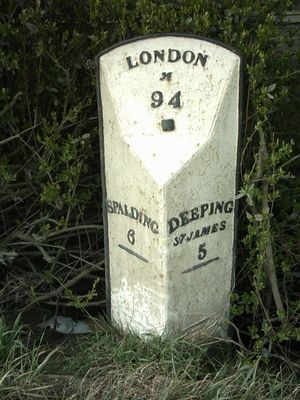 LONDON
M
94
SPALDING
6
DEEPING
ST JAMES
5